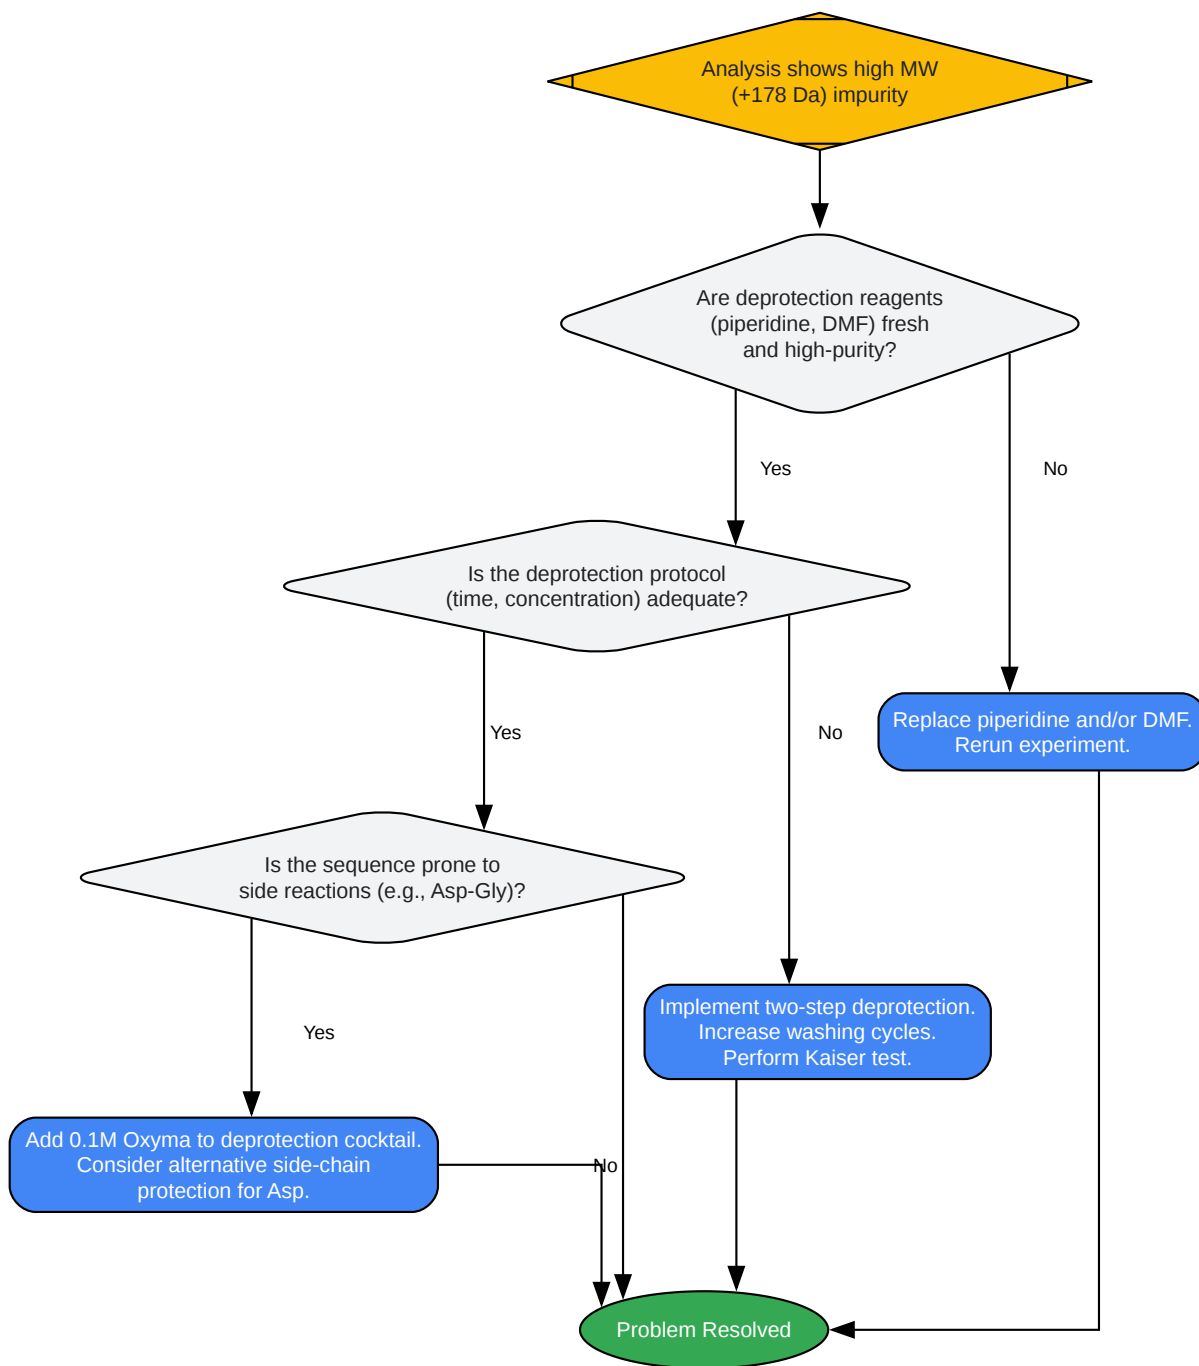 Analysis shows high MW
(+178 Da) impurity
Are deprotection reagents
(piperidine, DMF) fresh
and high-purity?
Yes
No
Is the deprotection protocol
(time, concentration) adequate?
Yes
No
Replace piperidine and/or DMF.
Rerun experiment.
Is the sequence prone to
side reactions (e.g., Asp-Gly)?
Yes
No
Implement two-step deprotection.
Increase washing cycles.
Perform Kaiser test.
Add 0.1M Oxyma to deprotection cocktail.
Consider alternative side-chain
protection for Asp.
Problem Resolved